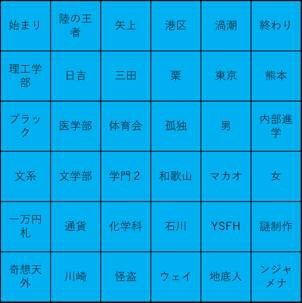 始まり 陸の王者 矢上 港区 渦潮 終わり
理工学部 日吉 三田 栗 東京 熊本
ブラック 医学部 体育会 孤独 男 内部進学
文系 文学部 学門２ 和歌山 マカオ 女
一万円札 通貨 化学科 石川 YSFH 謎制作
奇想天外 川崎 怪盗 ウェイ 地底人 ンジャメナ